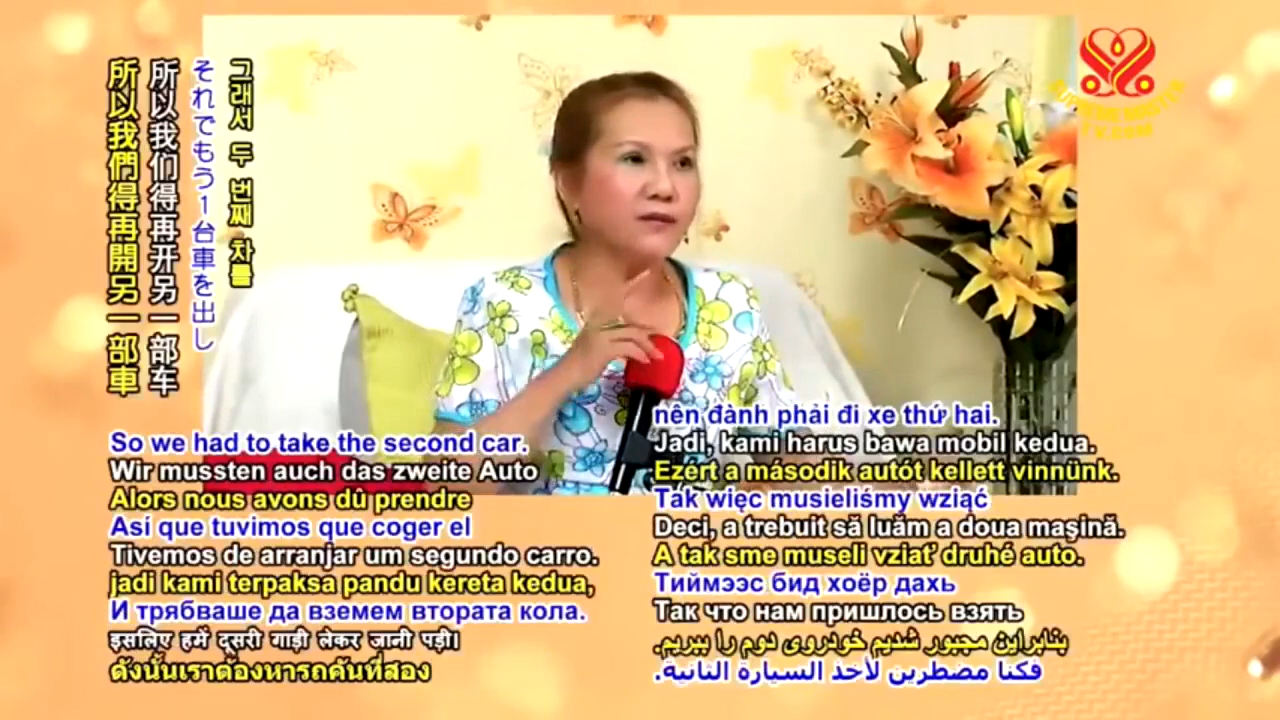 所以我們得再開另一部車
所以我们得再开另一部车
それでもう1台車を出し
그래서 두 번째 차를
So we had to take the second car.
Wir mussten auch das zweite Auto
Alors nous avons dû prendre
Así que tuvimos que coger el
Tivemos de arranjar um segundo carro.
jadi kami terpaksa pandu kereta kedua,
И трябваше да вземем втората кола.
इसलिए हमें दूसरी गाड़ी लेकर जानी पड़ी।
ดังนั้นเราต้องหารถคันที่สอง
nên đành phải đi xe thứ hai.
Jadi, kami harus bawa mobil kedua.
Ezért a második autót kellett vinnünk.
Tak więc musieliśmy wziąć
Deci, a trebuit să luăm a doua maşină.
A tak sme museli vziať druhé auto.
Тиймээс бид хоёр дахь
Так что нам пришлось взять
بنابراین مجبور شدیم خودروی دوم را ببریم.
فكنا مضطرين لأخذ السيارة الثانية.